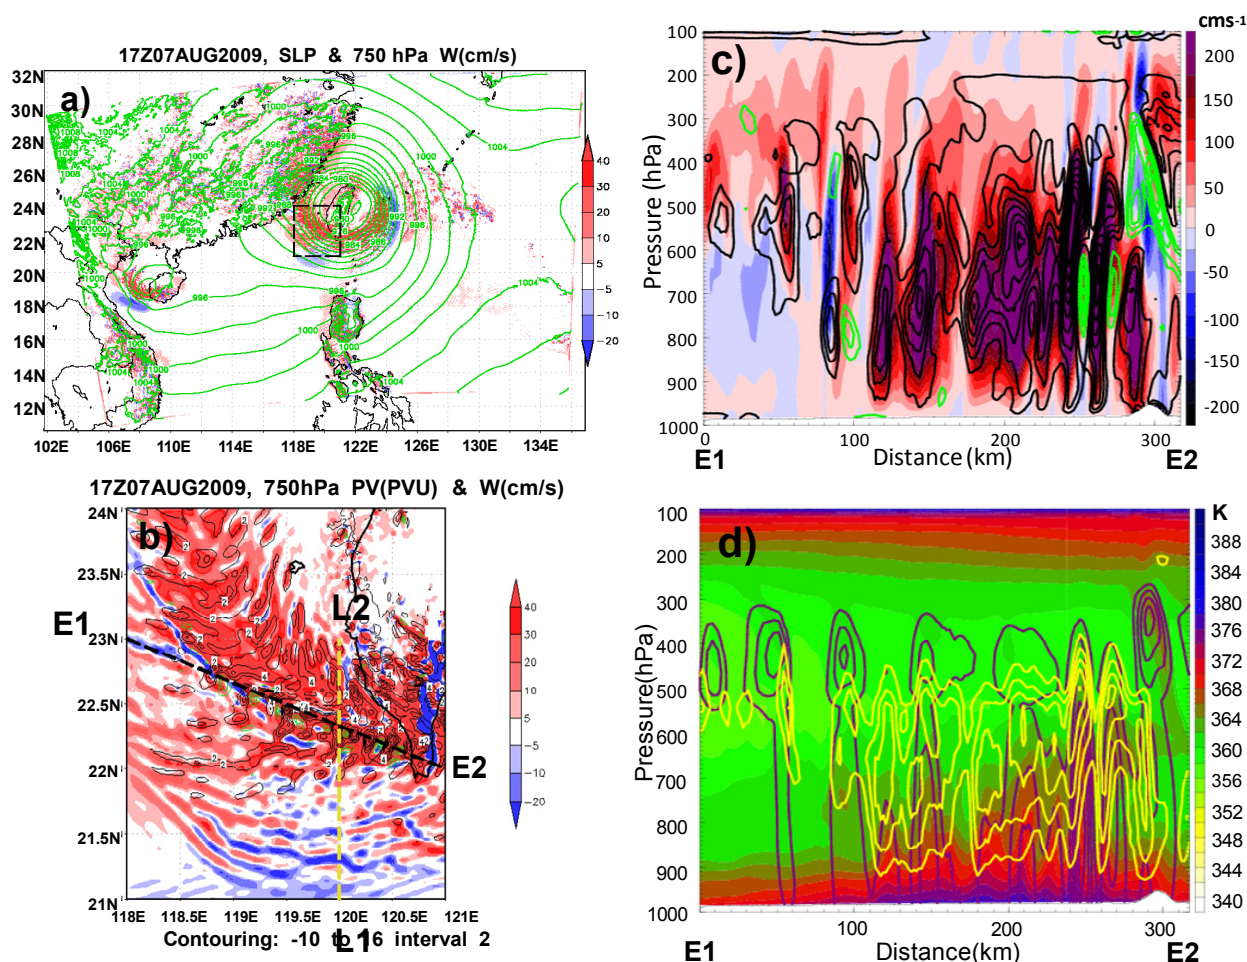 17Z07AUG2009, SLP & 750 hPa W(cm/s)
a)
32N
30N
28N
26N
24N
22N
20N
18N
16N
14N
12N
102E 106E 110E 114E 118E 122E 126E 130E 134E
40
30
20
10
5
-5
-10
-20
c)
cms-1
Pressure (hPa)
100
200
300
400
500
600
700
800
900
1000
0 100 200 300
E1 Distance (km) E2
200
150
100
50
0
-50
-100
-150
-200
17Z07AUG2009, 750hPa PV(PVU) & W(cm/s)
b)
24N
23.5N
23N
22.5N
22N
21.5N
21N
118E 118.5E 119E 119.5E 120E 120.5E 121E
E1
L2
E2
L1
Contouring: -10 to 16 interval 2
40
30
20
10
5
-5
-10
-20
d)
K
Pressure(hPa)
100
200
300
400
500
600
700
800
900
1000
0 100 200 300
E1 Distance(km) E2
388
384
380
376
372
368
364
360
356
352
348
344
340